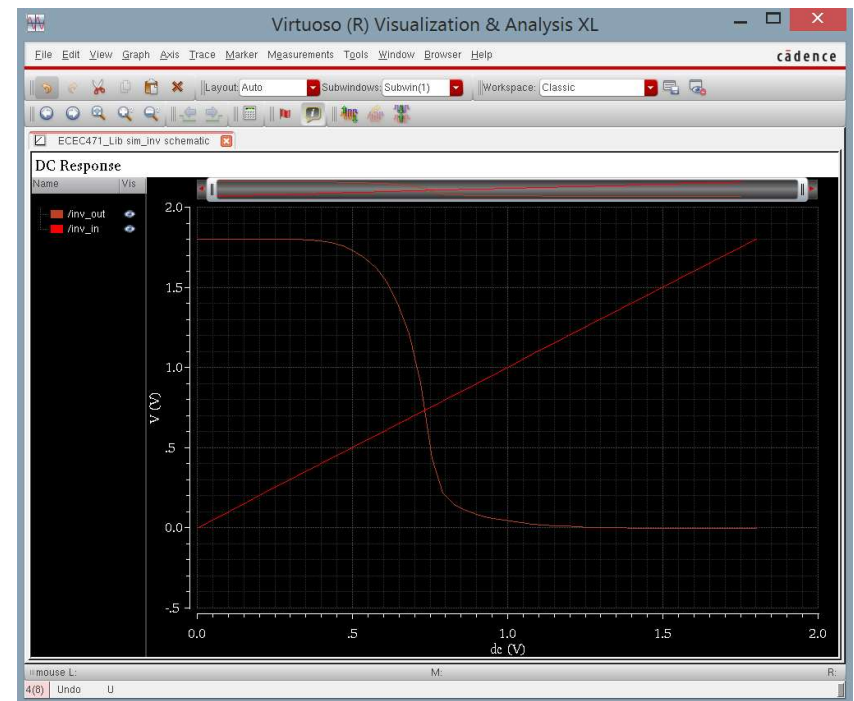 Virtuoso (R) Visualization & Analysis XL
File Edit View Graph Axis Trace Marker Measurements Tools Window Browser Help
cādence
Layout: Auto Subwindows: Subwin(1) Workspace: Classic
ECEC471_Lib sim_inv schematic
DC Response
Name Vis
/inv_out
/inv_in
2.0
1.5
1.0
.5
0.0
-.5
V (V)
0.0 .5 1.0 1.5 2.0
dc (V)
mouse L: M: R:
4(8) Undo U